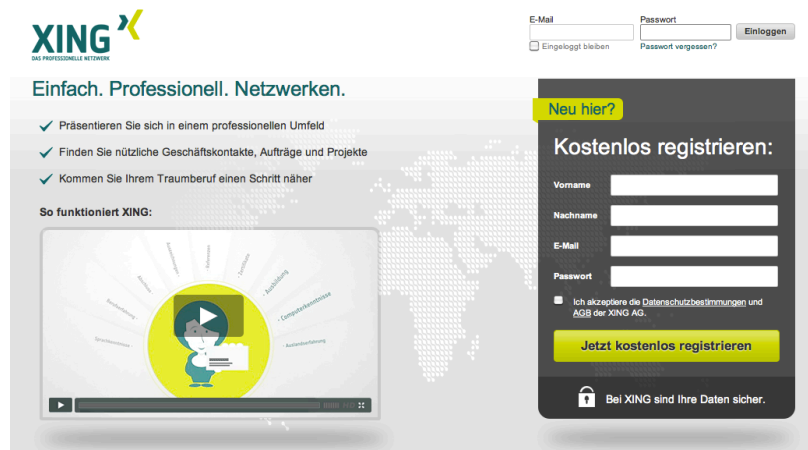 XING
DAS PROFESSIONELLE NETZWERK
E-Mail
Passwort
Einloggen
Eingeloggt bleiben
Passwort vergessen?
Einfach. Professionell. Netzwerken.
Präsentieren Sie sich in einem professionellen Umfeld
Finden Sie nützliche Geschäftskontakte, Aufträge und Projekte
Kommen Sie Ihrem Traumberuf einen Schritt näher
So funktioniert XING:
- Ausbildung
- Computerkenntnisse
- Auslandserfahrung
Sprachkenntnisse -
Berufserfahrung -
Neu hier?
Kostenlos registrieren:
Vorname
Nachname
E-Mail
Passwort
Ich akzeptiere die Datenschutzbestimmungen und
AGB der XING AG.
Jetzt kostenlos registrieren
Bei XING sind Ihre Daten sicher.